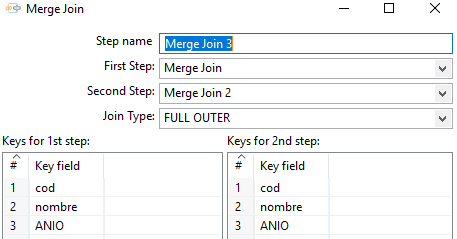 Merge Join
Step name Merge Join 3
First Step: Merge Join
Second Step: Merge Join 2
Join Type: FULL OUTER
Keys for 1st step: Keys for 2nd step:
# Key field # Key field
1 cod 1 cod
2 nombre 2 nombre
3 ANIO 3 ANIO